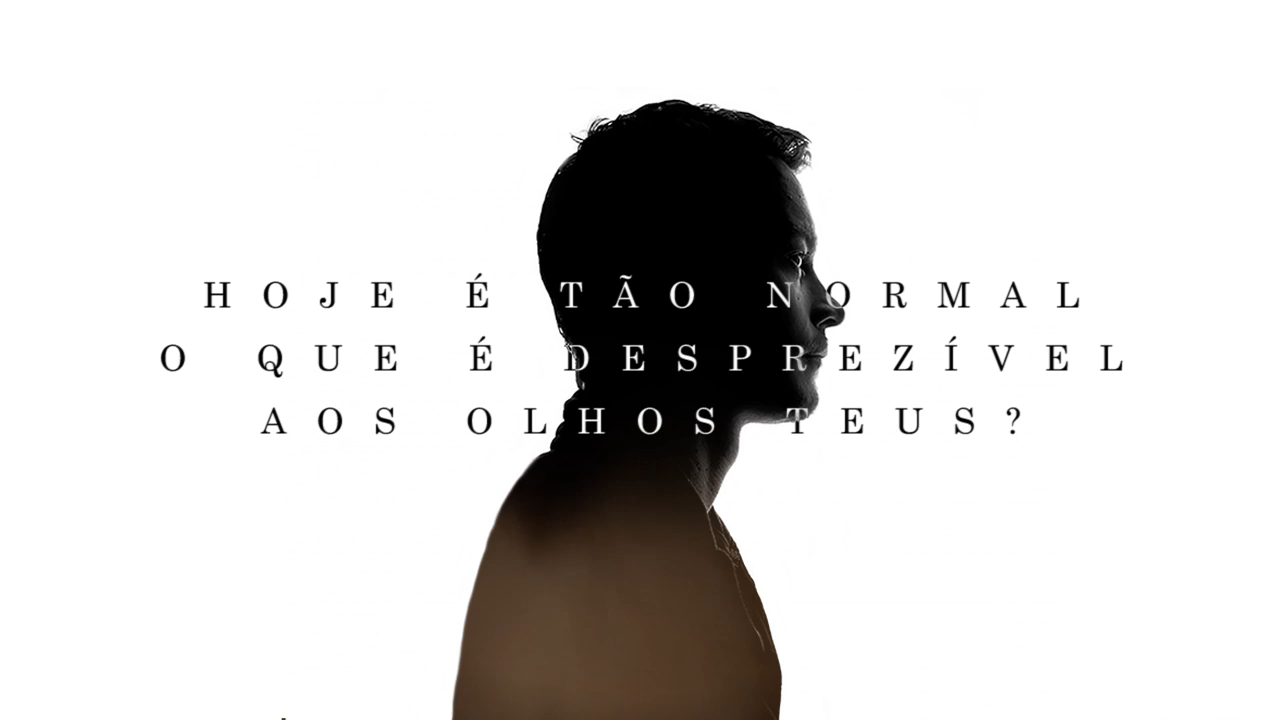 HOJE É TÃO NORMAL
O QUE É DESPREZÍVEL
AOS OLHOS TEUS?